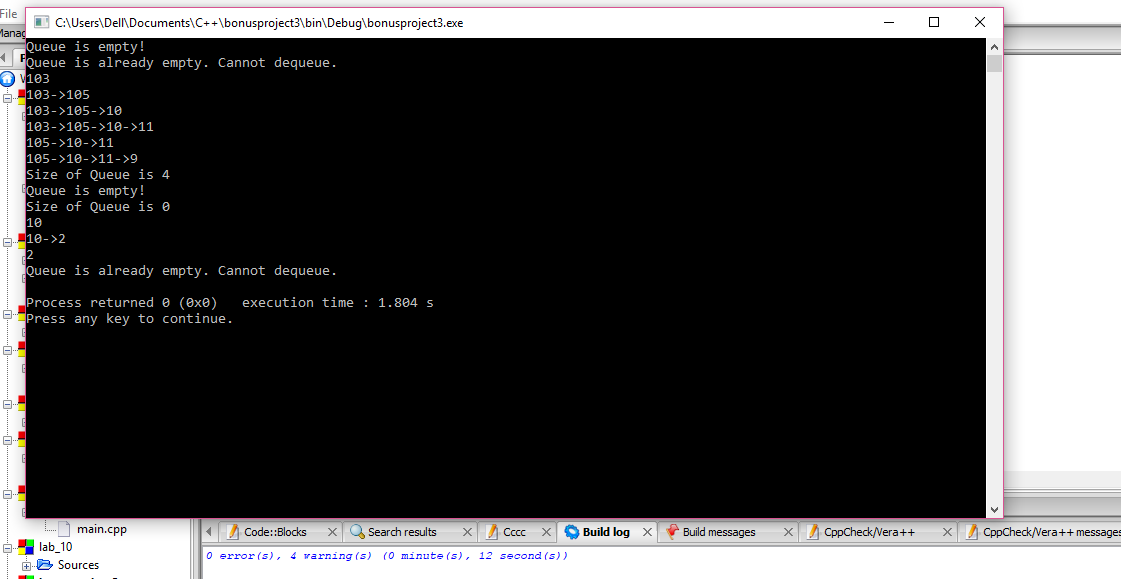 File
C:\Users\Dell\Documents\C++\bonusproject3\bin\Debug\bonusproject3.exe
Manag
Queue is empty!
Queue is already empty. Cannot dequeue.
103
103->105
103->105->10
103->105->10->11
105->10->11
105->10->11->9
Size of Queue is 4
Queue is empty!
Size of Queue is 0
10
10->2
2
Queue is already empty. Cannot dequeue.
Process returned 0 (0x0) execution time : 1.804 s
Press any key to continue.
main.cpp
lab_10
Sources
Code::Blocks Search results Cccc Build log Build messages CppCheck/Vera++ CppCheck/Vera++ messages
0 error(s), 4 warning(s) (0 minute(s), 12 second(s))